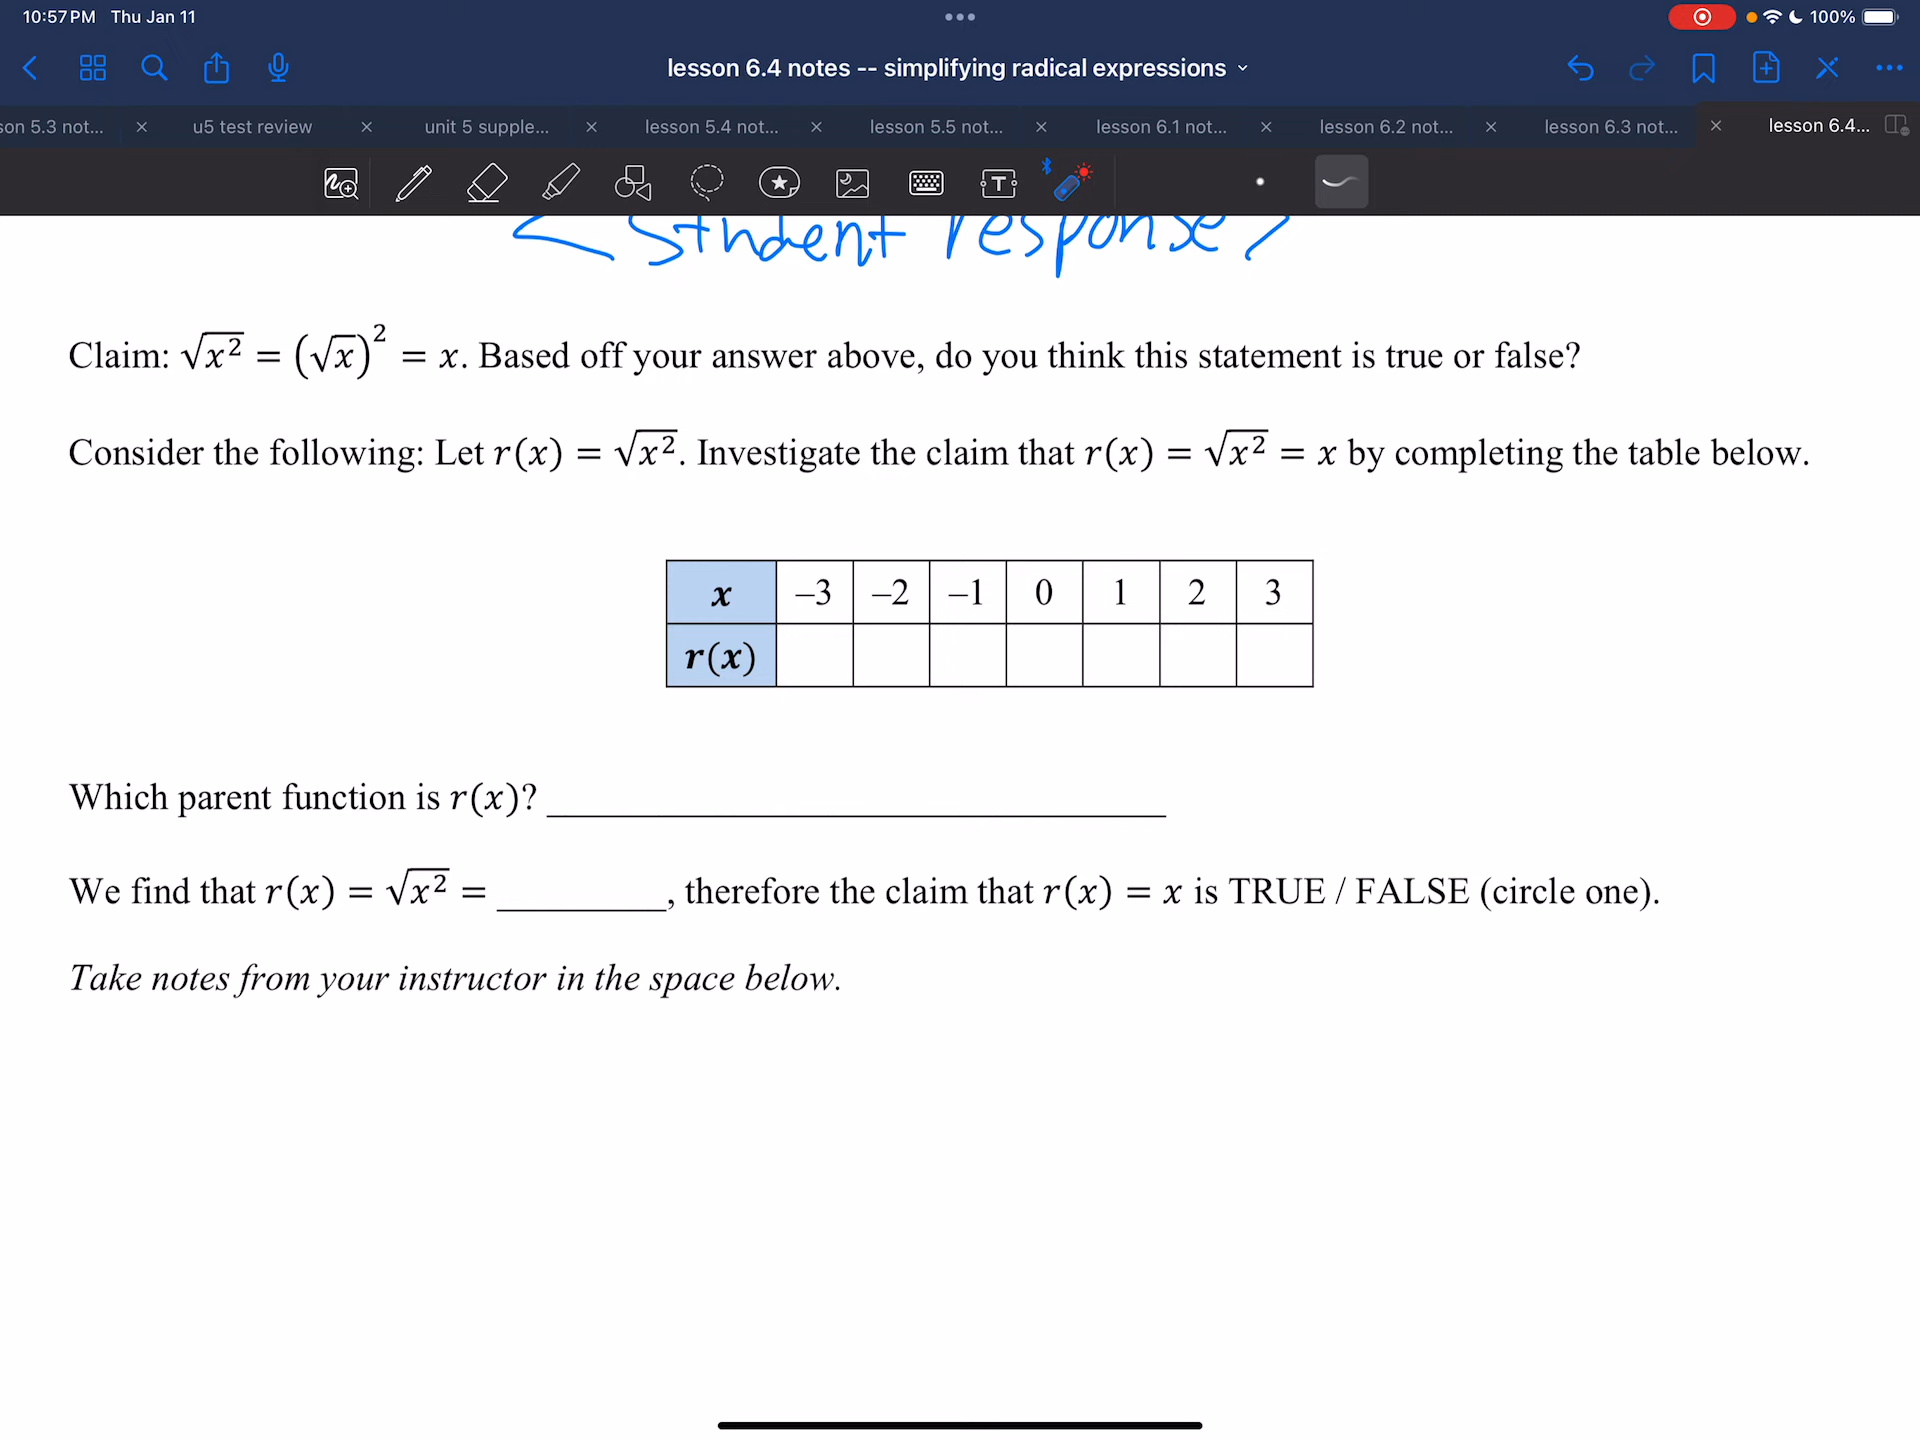 10:57 PM Thu Jan 11
100%
lesson 6.4 notes -- simplifying radical expressions
son 5.3 not... u5 test review unit 5 supple... lesson 5.4 not... lesson 5.5 not... lesson 6.1 not... lesson 6.2 not... lesson 6.3 not... lesson 6.4...
< Student response >
Claim: √x² = (√x)² = x. Based off your answer above, do you think this statement is true or false?
Consider the following: Let r(x) = √x². Investigate the claim that r(x) = √x² = x by completing the table below.
x –3 –2 –1 0 1 2 3
r(x)
Which parent function is r(x)? ________________
We find that r(x) = √x² = ________, therefore the claim that r(x) = x is TRUE / FALSE (circle one).
Take notes from your instructor in the space below.